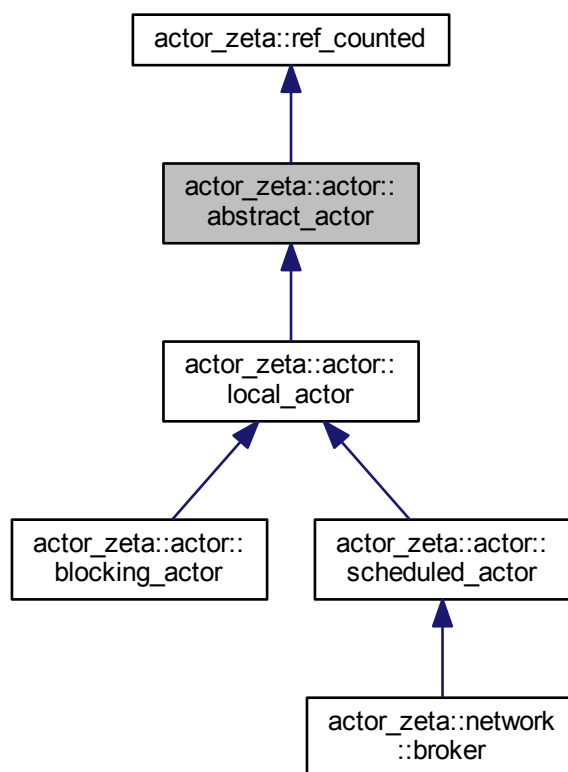 actor_zeta::ref_counted
actor_zeta::actor::
abstract_actor
actor_zeta::actor::
local_actor
actor_zeta::actor::
blocking_actor
actor_zeta::actor::
scheduled_actor
actor_zeta::network
::broker